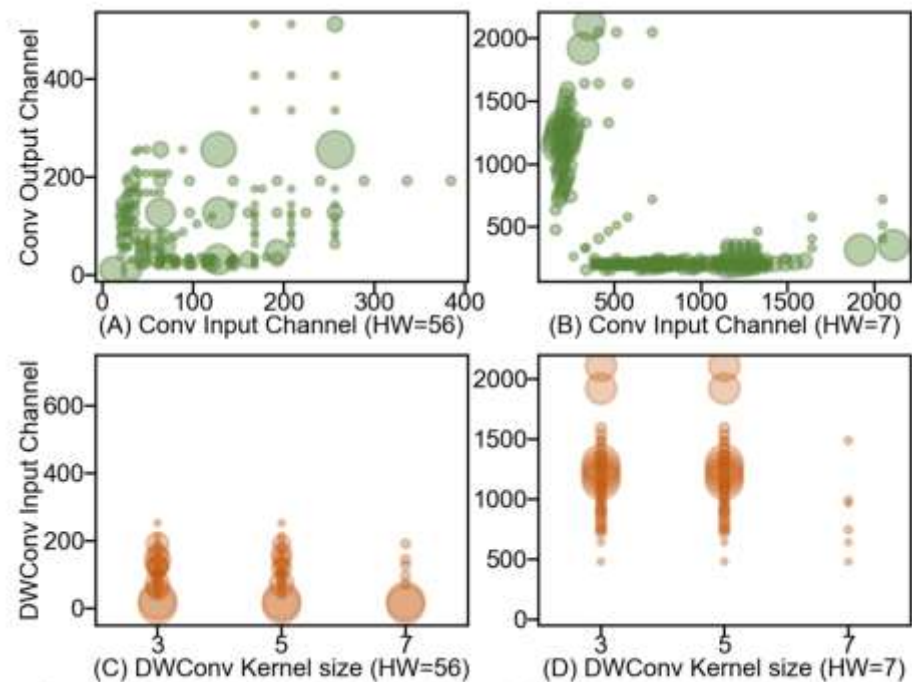 Conv Output Channel
400
200
0
0 100 200 300 400
(A) Conv Input Channel (HW=56)
2000
1500
1000
500
500 1000 1500 2000
(B) Conv Input Channel (HW=7)
DWConv Input Channel
600
400
200
0
3 5 7
(C) DWConv Kernel size (HW=56)
2000
1500
1000
500
0
3 5 7
(D) DWConv Kernel size (HW=7)